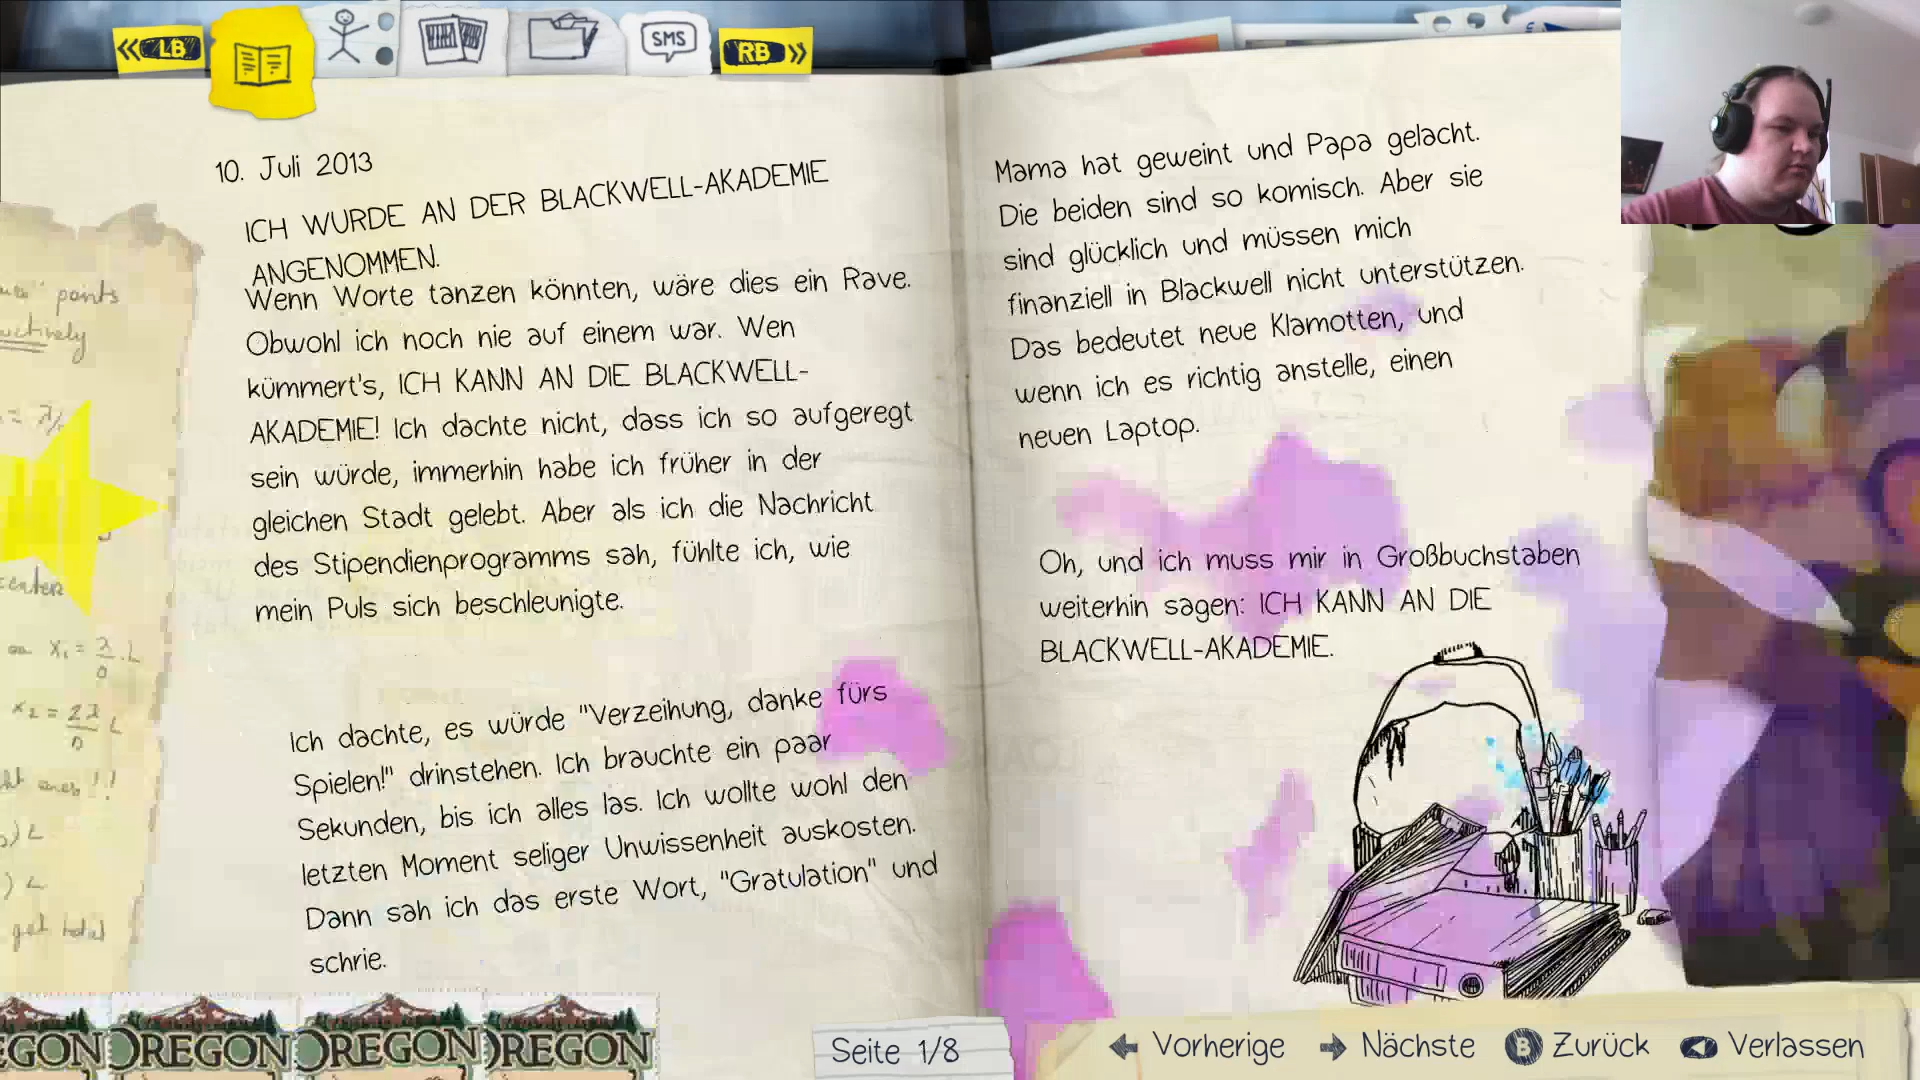 LB
SMS
RB
10. Juli 2013
ICH WURDE AN DER BLACKWELL-AKADEMIE
ANGENOMMEN.
Wenn Worte tanzen könnten, wäre dies ein Rave.
Obwohl ich noch nie auf einem war. Wen
kümmert's, ICH KANN AN DIE BLACKWELL-
AKADEMIE! Ich dachte nicht, dass ich so aufgeregt
sein würde, immerhin habe ich früher in der
gleichen Stadt gelebt. Aber als ich die Nachricht
des Stipendienprogramms sah, fühlte ich, wie
mein Puls sich beschleunigte.
Ich dachte, es würde "Verzeihung, danke fürs
Spielen!" drinstehen. Ich brauchte ein paar
Sekunden, bis ich alles las. Ich wollte wohl den
letzten Moment seliger Unwissenheit auskosten.
Dann sah ich das erste Wort, "Gratulation" und
schrie.
Mama hat geweint und Papa gelacht.
Die beiden sind so komisch. Aber sie
sind glücklich und müssen mich
finanziell in Blackwell nicht unterstützen.
Das bedeutet neue Klamotten, und
wenn ich es richtig anstelle, einen
neuen Laptop.
Oh, und ich muss mir in Großbuchstaben
weiterhin sagen: ICH KANN AN DIE
BLACKWELL-AKADEMIE.
points
get total
EGON OREGON OREGON OREGON
Seite 1/8
Vorherige Nächste B Zurück Verlassen